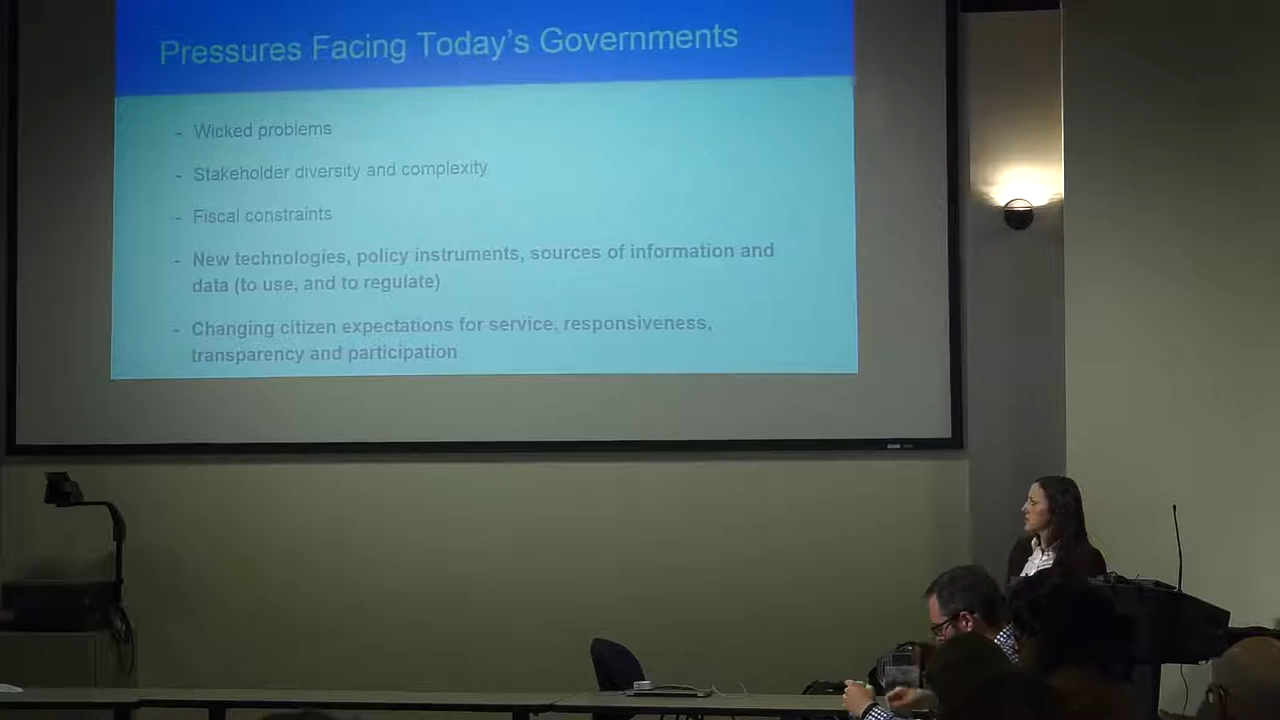 Pressures Facing Today's Governments
- Wicked problems
- Stakeholder diversity and complexity
- Fiscal constraints
- New technologies, policy instruments, sources of information and
data (to use, and to regulate)
- Changing citizen expectations for service, responsiveness,
transparency and participation